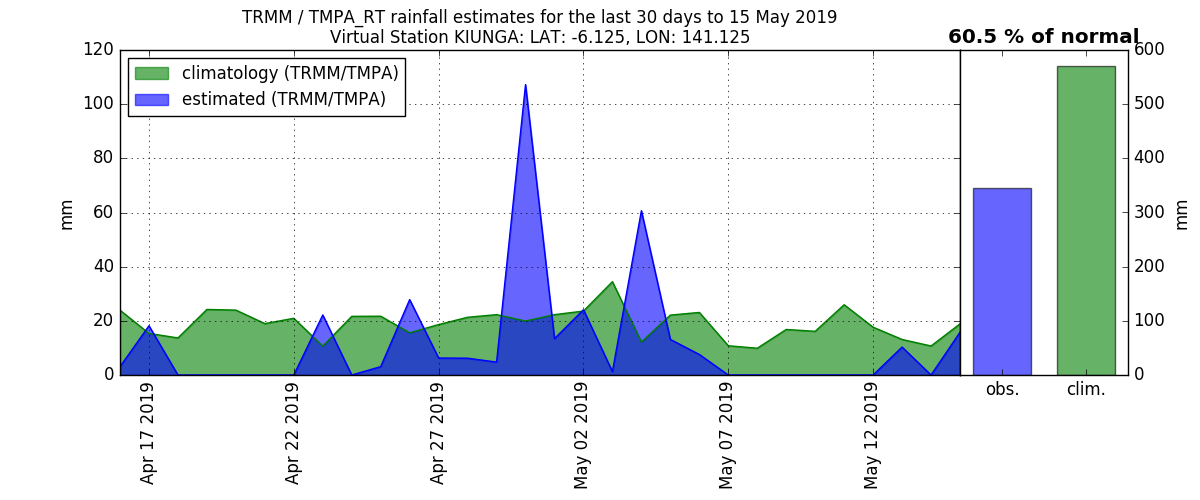 TRMM / TMPA_RT rainfall estimates for the last 30 days to 15 May 2019
Virtual Station KIUNGA: LAT: -6.125, LON: 141.125
60.5 % of normal
climatology (TRMM/TMPA)
estimated (TRMM/TMPA)
120
100
80
60
40
20
0
mm
Apr 17 2019
Apr 22 2019
Apr 27 2019
May 02 2019
May 07 2019
May 12 2019
600
500
400
300
200
100
0
mm
obs.
clim.